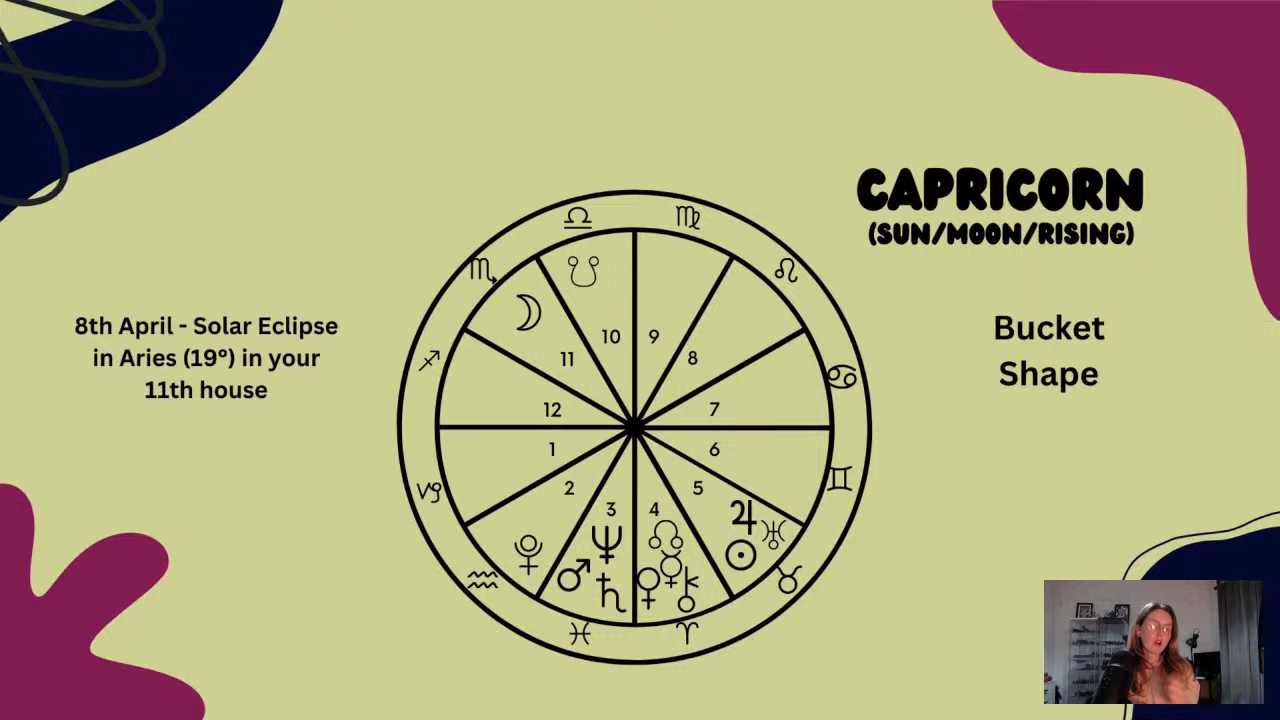 CAPRICORN
(SUN/MOON/RISING)
8th April - Solar Eclipse
in Aries (19°) in your
11th house
Bucket
Shape
♎ ♍
♏ ♌
♐ ♋
♑ ♊
♒ ♉
♓ ♈
☋
☽
10 9
11 8
12 7
1 6
2 5
3 4
♃ ♅
☉
♆ ☊
♇ ☿
♂ ♄ ♀ ⚷